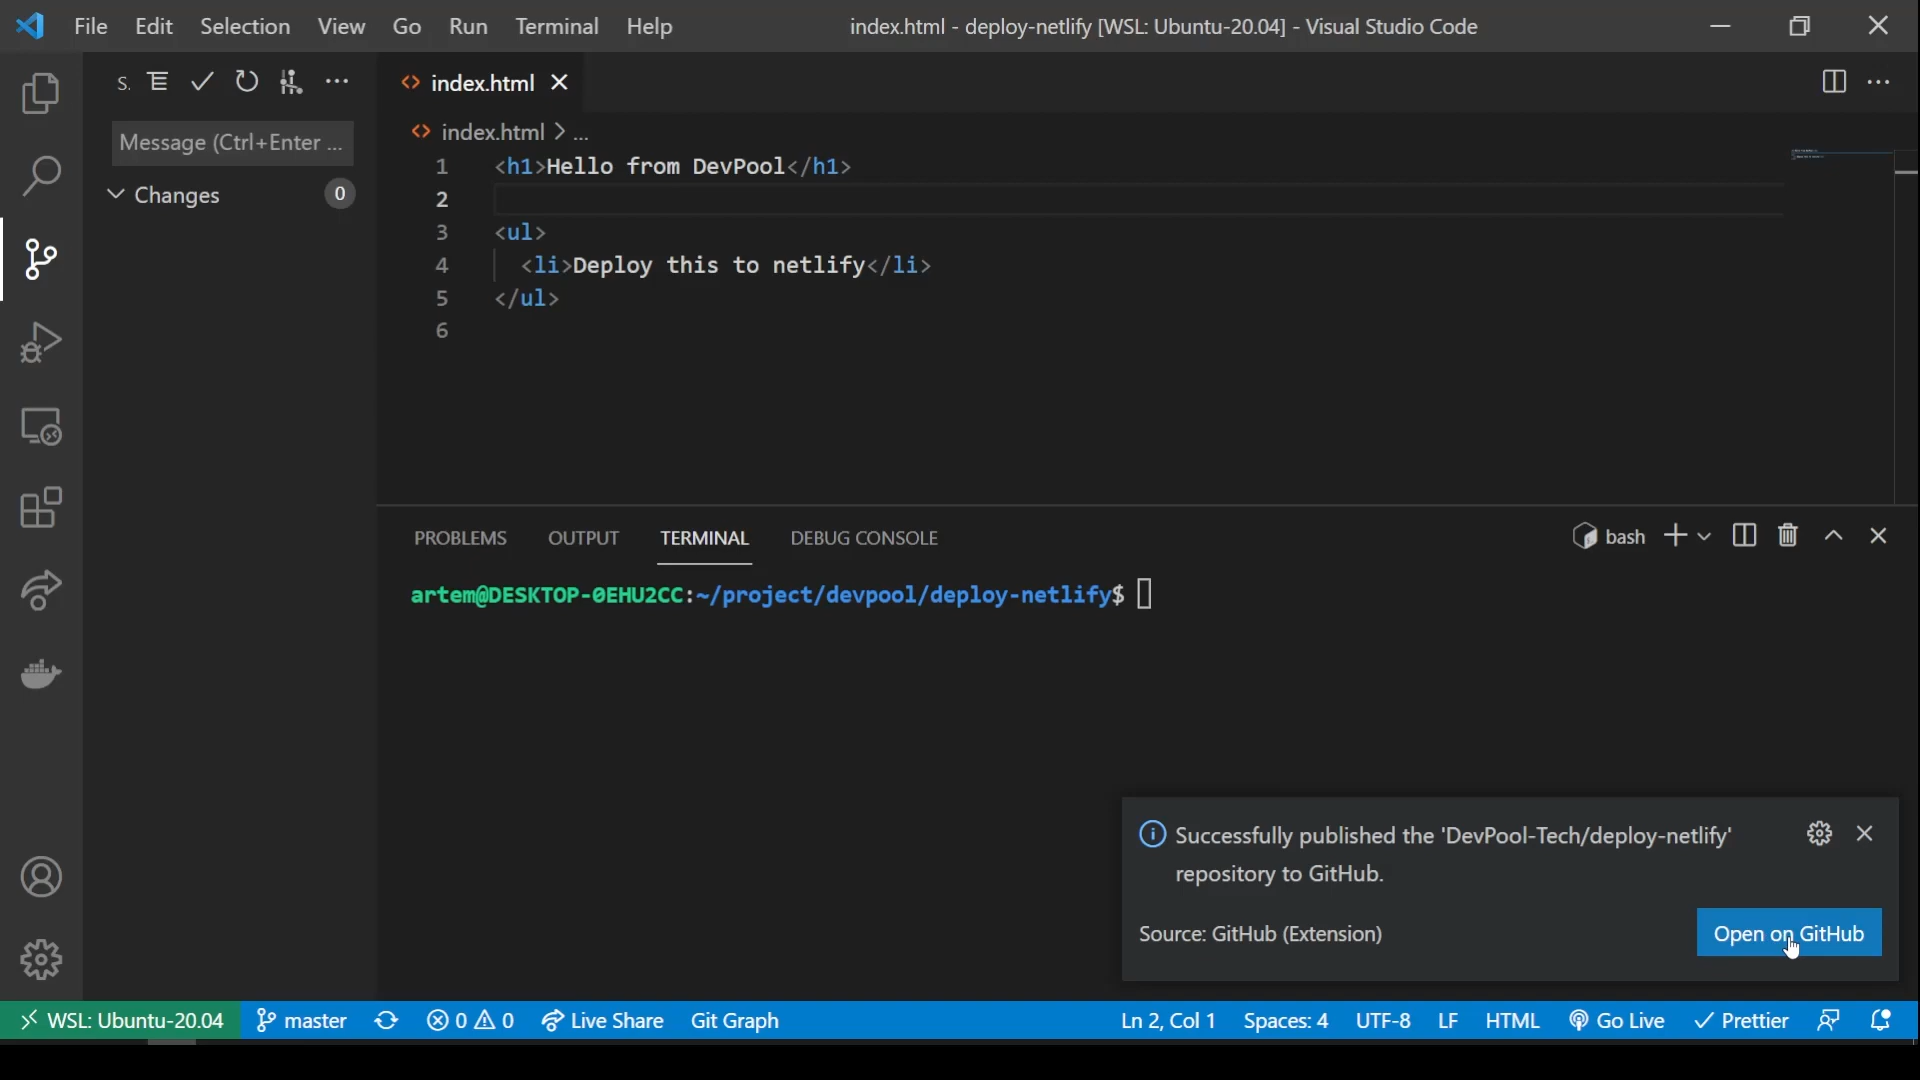 File Edit Selection View Go Run Terminal Help index.html - deploy-netlify [WSL: Ubuntu-20.04] - Visual Studio Code
S.
Message (Ctrl+Enter ...
Changes 0
index.html
index.html > ...
1 <h1>Hello from DevPool</h1>
2
3 <ul>
4 <li>Deploy this to netlify</li>
5 </ul>
6
PROBLEMS OUTPUT TERMINAL DEBUG CONSOLE bash
artem@DESKTOP-0EHU2CC:~/project/devpool/deploy-netlify$
Successfully published the 'DevPool-Tech/deploy-netlify'
repository to GitHub.
Source: GitHub (Extension) Open on GitHub
WSL: Ubuntu-20.04 master 0 0 Live Share Git Graph Ln 2, Col 1 Spaces: 4 UTF-8 LF HTML Go Live Prettier